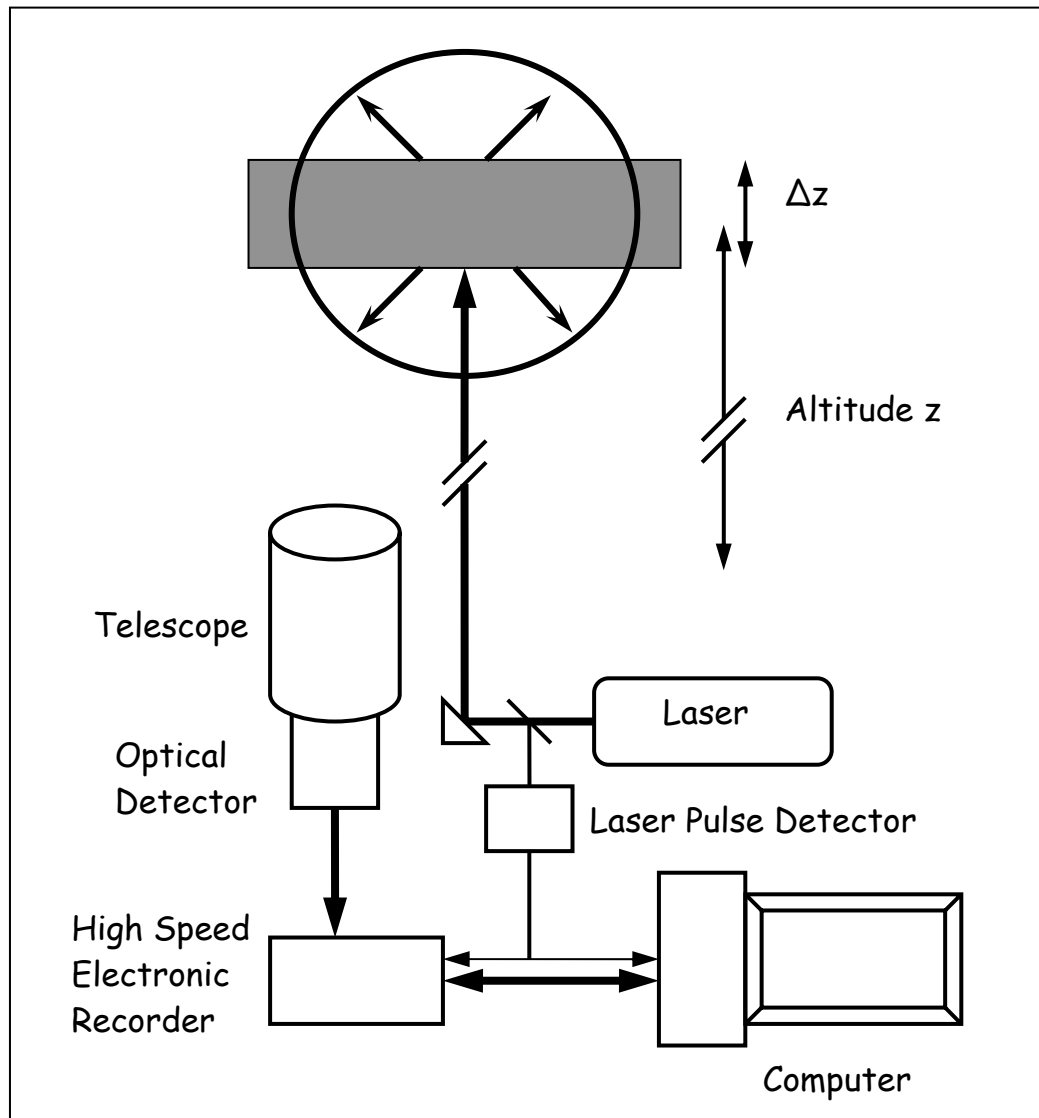 Δz
Altitude z
Telescope
Laser
Optical
Detector
Laser Pulse Detector
High Speed
Electronic
Recorder
Computer